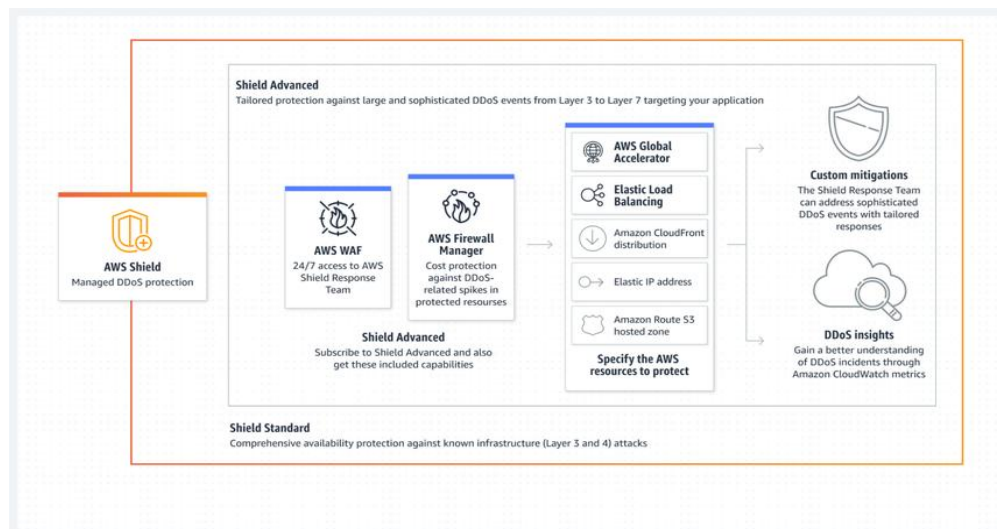 Shield Advanced
Tailored protection against large and sophisticated DDoS events from Layer 3 to Layer 7 targeting your application
AWS Shield
Managed DDoS protection
AWS WAF
24/7 access to AWS
Shield Response
Team
AWS Firewall
Manager
Cost protection
against DDoS-
related spikes in
protected resourses
Shield Advanced
Subscribe to Shield Advanced and also
get these included capabilities
AWS Global
Accelerator
Elastic Load
Balancing
Amazon CloudFront
distribution
Elastic IP address
Amazon Route S3
hosted zone
Specify the AWS
resources to protect
Custom mitigations
The Shield Response Team
can address sophisticated
DDoS events with tailored
responses
DDoS insights
Gain a better understanding
of DDoS incidents through
Amazon CloudWatch metrics
Shield Standard
Comprehensive availability protection against known infrastructure (Layer 3 and 4) attacks